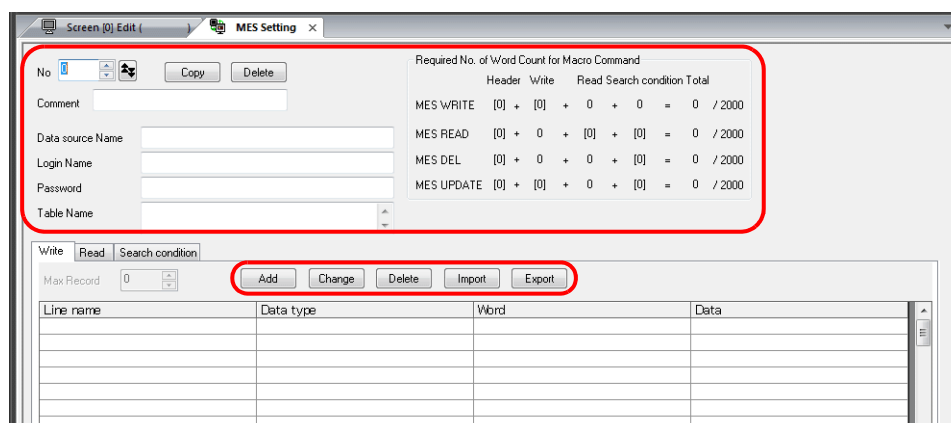 Screen [0] Edit ( ) MES Setting ×
No 0 Copy Delete
Comment
Data source Name
Login Name
Password
Table Name
Required No. of Word Count for Macro Command
Header Write Read Search condition Total
MES WRITE [0] + [0] + 0 + 0 = 0 / 2000
MES READ [0] + 0 + [0] + [0] = 0 / 2000
MES DEL [0] + 0 + 0 + [0] = 0 / 2000
MES UPDATE [0] + [0] + 0 + [0] = 0 / 2000
Write Read Search condition
Max Record 0 Add Change Delete Import Export
Line name Data type Word Data